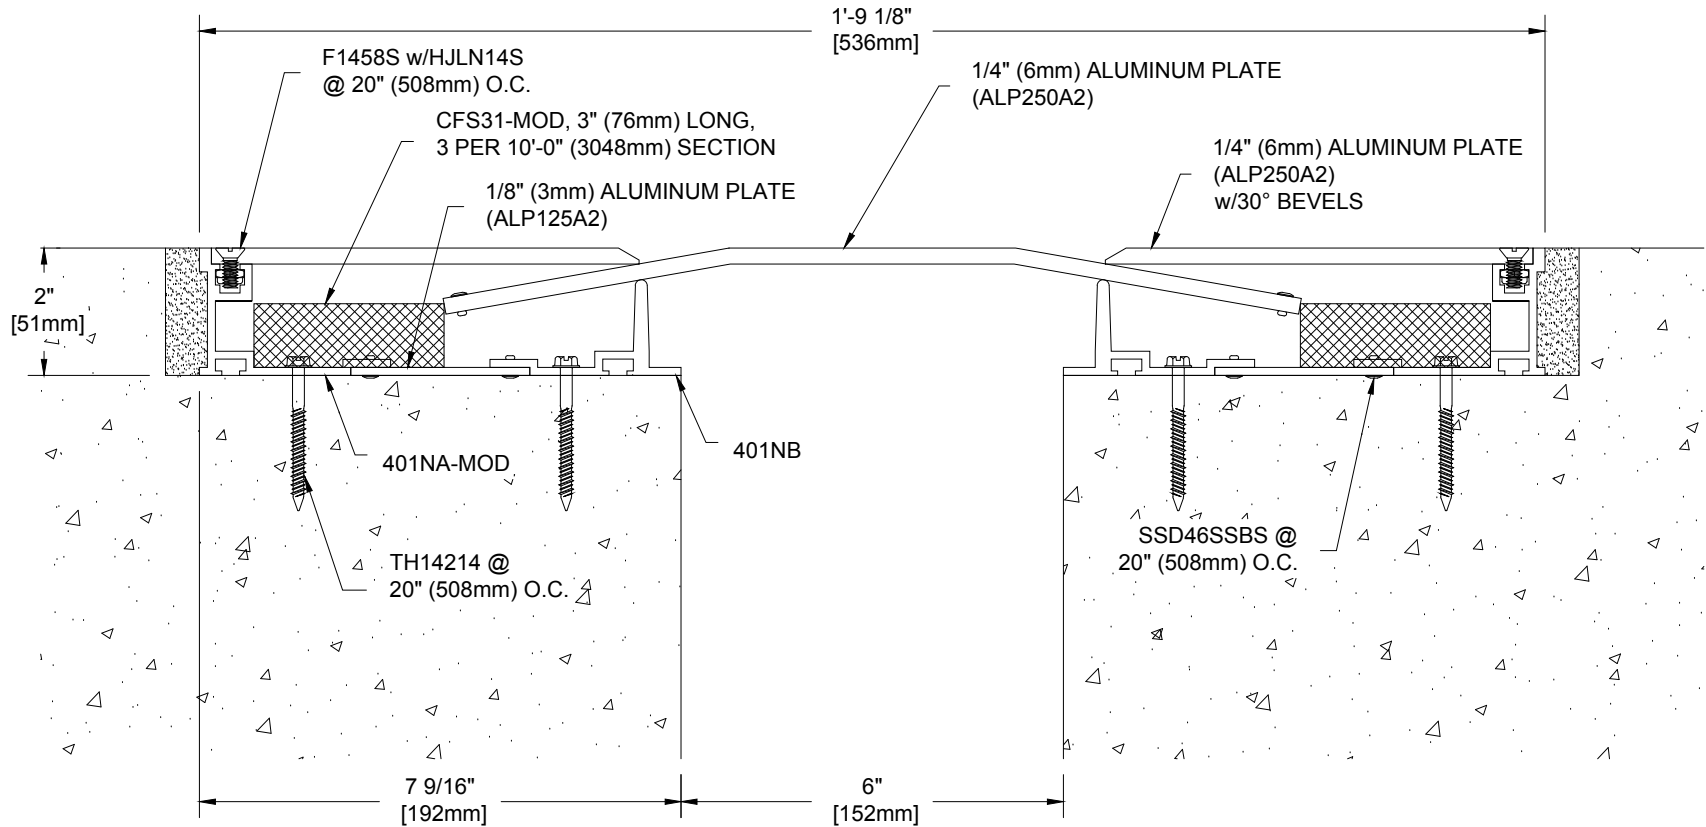 1'-9 1/8"
[536mm]
F1458S w/HJLN14S
@ 20" (508mm) O.C.
1/4" (6mm) ALUMINUM PLATE
(ALP250A2)
CFS31-MOD, 3" (76mm) LONG,
3 PER 10'-0" (3048mm) SECTION
1/4" (6mm) ALUMINUM PLATE
(ALP250A2)
w/30° BEVELS
1/8" (3mm) ALUMINUM PLATE
(ALP125A2)
2"
[51mm]
401NA-MOD
401NB
TH14214 @
20" (508mm) O.C.
SSD46SSBS @
20" (508mm) O.C.
7 9/16"
[192mm]
6"
[152mm]